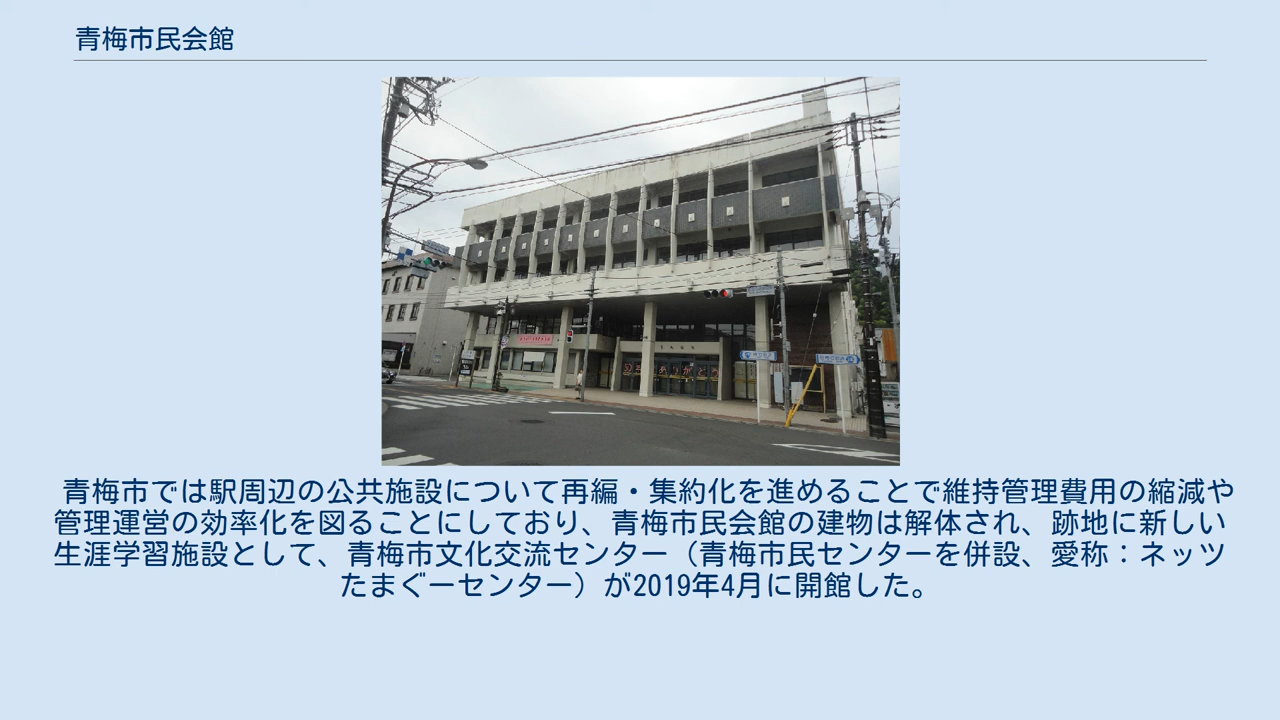 青梅市民会館
青梅市では駅周辺の公共施設について再編・集約化を進めることで維持管理費用の縮減や
管理運営の効率化を図ることにしており、青梅市民会館の建物は解体され、跡地に新しい
生涯学習施設として、青梅市文化交流センター（青梅市民センターを併設、愛称：ネッツ
たまぐーセンター）が2019年4月に開館した。